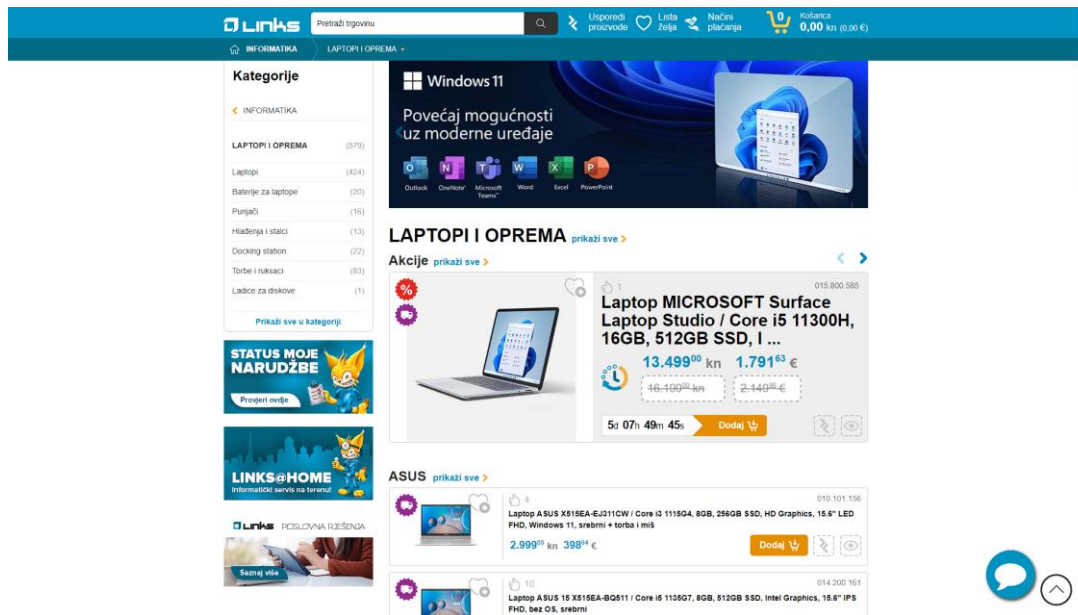 Links
Pretraži trgovinu
Usporedi
proizvode
Lista
želja
Načini
plaćanja
0
Košarica
0,00 kn (0,00 €)
INFORMATIKA
LAPTOPI I OPREMA
Kategorije
INFORMATIKA
LAPTOPI I OPREMA (579)
Laptopi (424)
Baterije za laptope (20)
Punjači (16)
Hlađenja i stalci (13)
Docking station (22)
Torbe i ruksaci (83)
Ladice za diskove (1)
Prikaži sve u kategoriji
STATUS MOJE
NARUDŽBE
Provjeri ovdje
LINKS@HOME
Informatički servis na terenu!
Links POSLOVNA RJEŠENJA
Saznaj više
Windows 11
Povećaj mogućnosti
uz moderne uređaje
Outlook OneNote Microsoft Teams Word Excel PowerPoint
LAPTOPI I OPREMA prikaži sve >
Akcije prikaži sve >
%
1
015.800.565
Laptop MICROSOFT Surface
Laptop Studio / Core i5 11300H,
16GB, 512GB SSD, I ...
13.499⁰⁰ kn 1.791⁶³ €
16.199⁰⁰ kn
5d 07h 49m 45s
Dodaj
ASUS prikaži sve >
4
010.101.156
Laptop ASUS X515EA-EJ311CW / Core i3 1115G4, 8GB, 256GB SSD, HD Graphics, 15.6" LED
FHD, Windows 11, srebrni + torba i miš
2.999⁰⁰ kn 398⁰⁴ €
Dodaj
10
014.200.161
Laptop ASUS 15 X515EA-BQ511 / Core i5 1135G7, 8GB, 512GB SSD, Intel Graphics, 15.6" IPS
FHD, bez OS, srebrni